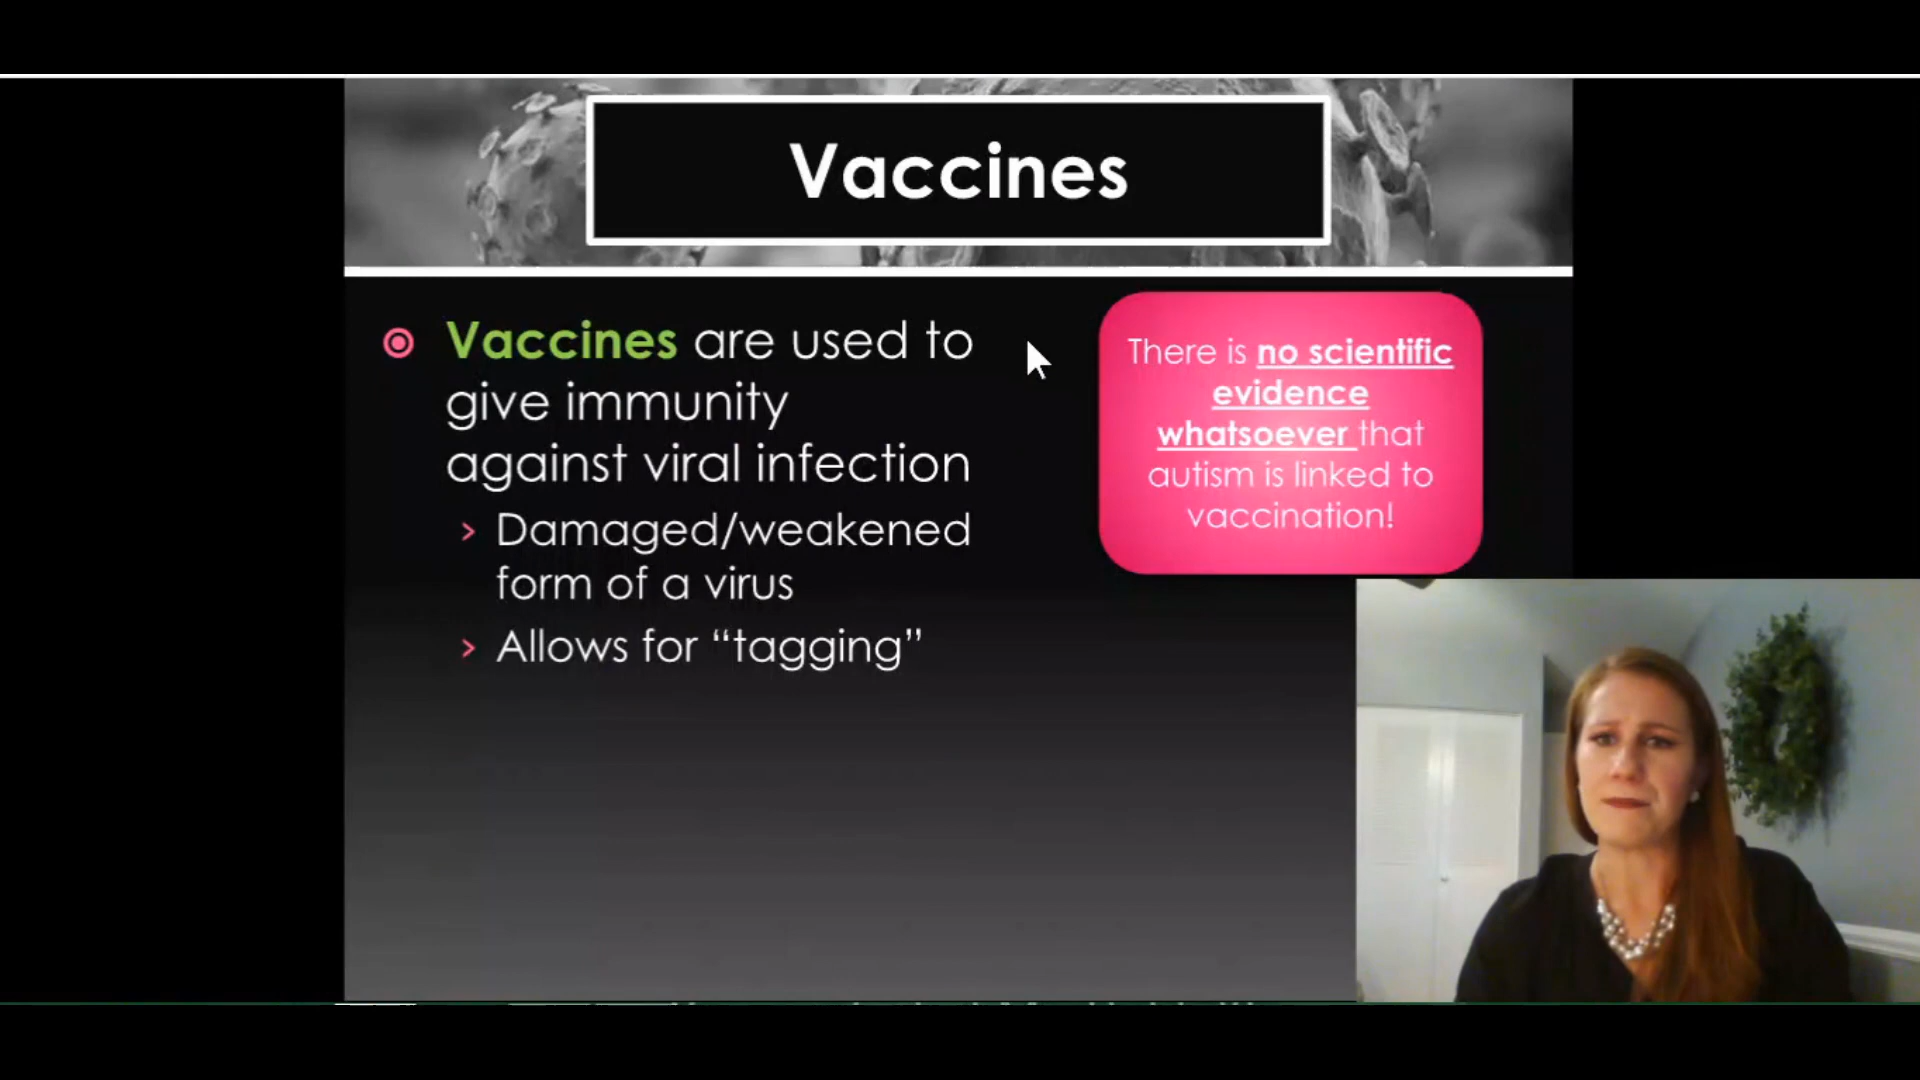 Vaccines
Vaccines are used to
give immunity
against viral infection
> Damaged/weakened
form of a virus
> Allows for “tagging”
There is no scientific
evidence
whatsoever that
autism is linked to
vaccination!